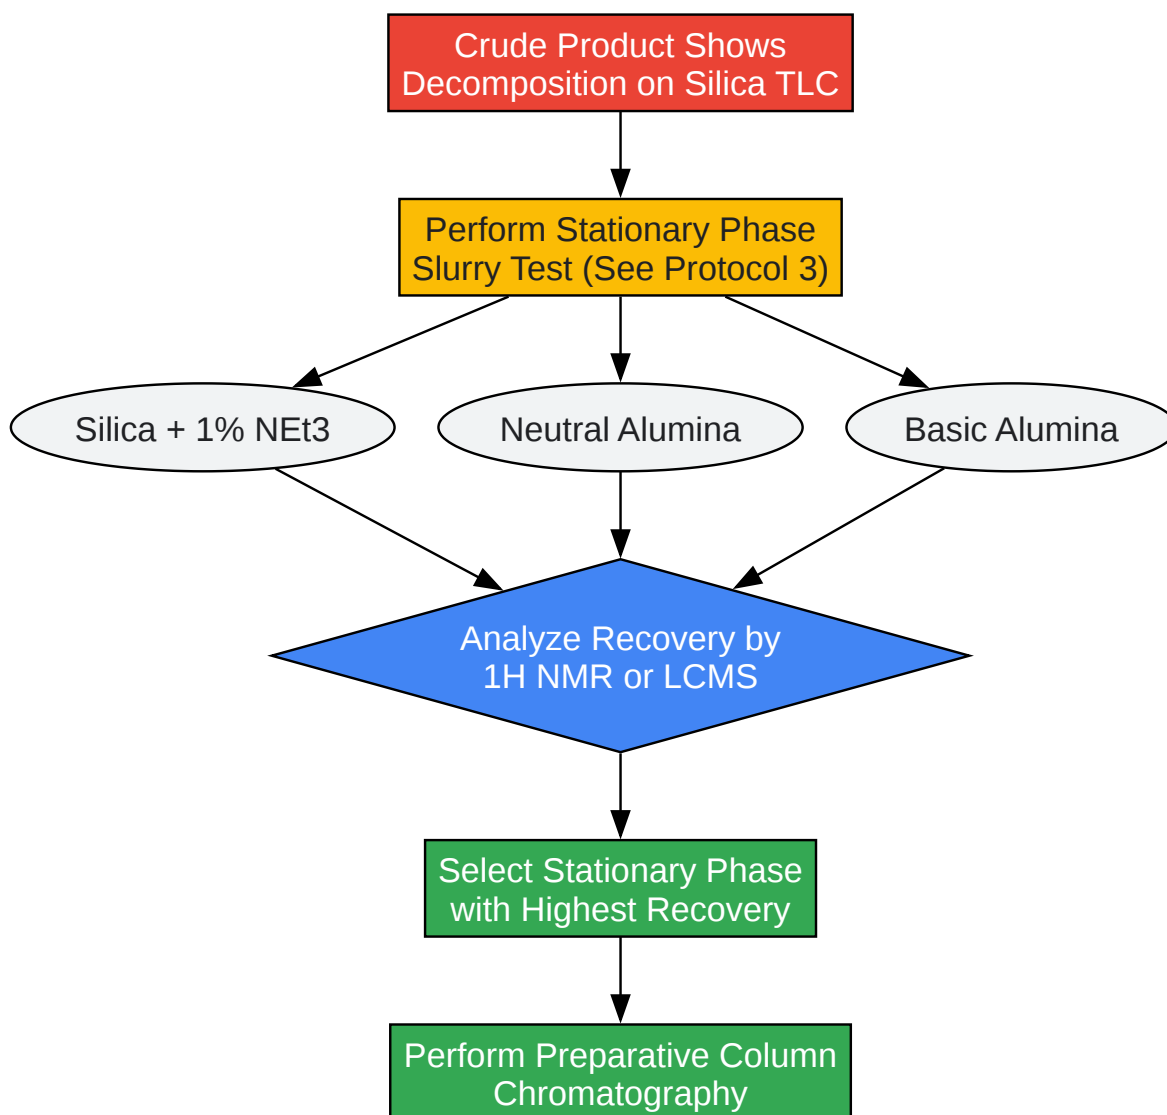 Crude Product Shows
Decomposition on Silica TLC
Perform Stationary Phase
Slurry Test (See Protocol 3)
Silica + 1% NEt3
Neutral Alumina
Basic Alumina
Analyze Recovery by
1H NMR or LCMS
Select Stationary Phase
with Highest Recovery
Perform Preparative Column
Chromatography